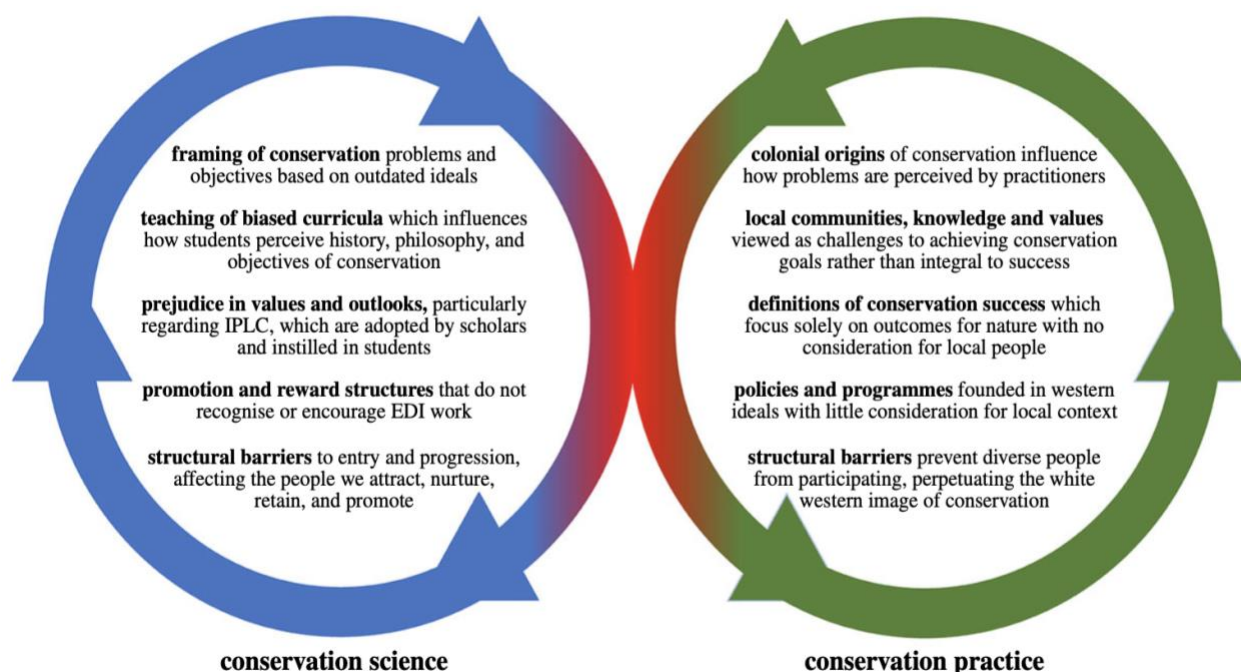 framing of conservation problems and
objectives based on outdated ideals
teaching of biased curricula which influences
how students perceive history, philosophy, and
objectives of conservation
prejudice in values and outlooks, particularly
regarding IPLC, which are adopted by scholars
and instilled in students
promotion and reward structures that do not
recognise or encourage EDI work
structural barriers to entry and progression,
affecting the people we attract, nurture,
retain, and promote
conservation science
colonial origins of conservation influence
how problems are perceived by practitioners
local communities, knowledge and values
viewed as challenges to achieving conservation
goals rather than integral to success
definitions of conservation success which
focus solely on outcomes for nature with no
consideration for local people
policies and programmes founded in western
ideals with little consideration for local context
structural barriers prevent diverse people
from participating, perpetuating the white
western image of conservation
conservation practice